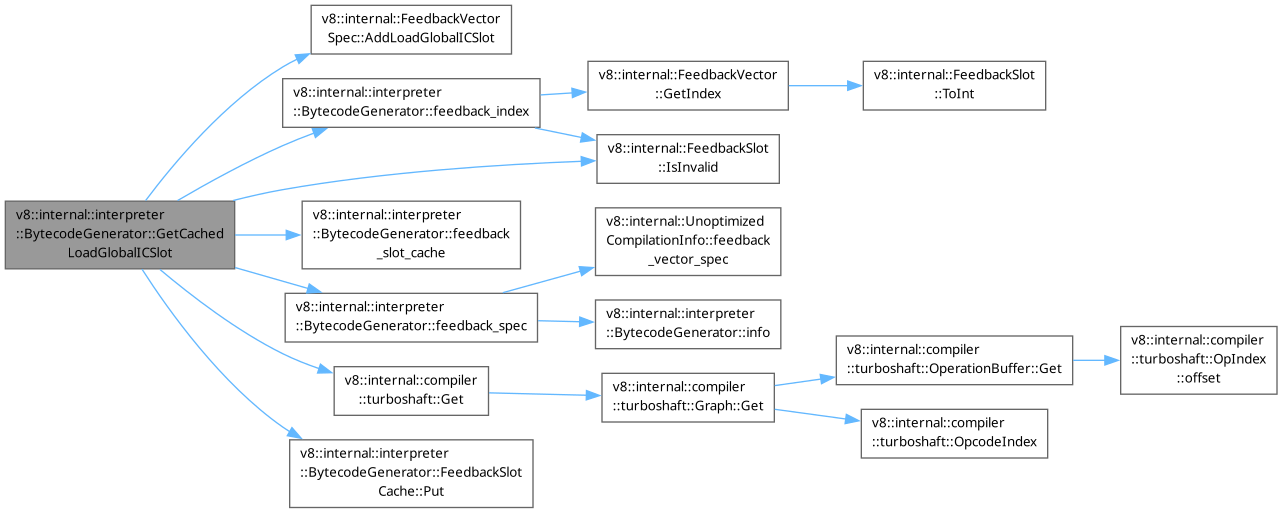 v8::internal::FeedbackVector
Spec::AddLoadGlobalICSlot
v8::internal::interpreter
::BytecodeGenerator::feedback_index
v8::internal::FeedbackVector
::GetIndex
v8::internal::FeedbackSlot
::ToInt
v8::internal::FeedbackSlot
::IsInvalid
v8::internal::interpreter
::BytecodeGenerator::GetCached
LoadGlobalICSlot
v8::internal::interpreter
::BytecodeGenerator::feedback
_slot_cache
v8::internal::Unoptimized
CompilationInfo::feedback
_vector_spec
v8::internal::interpreter
::BytecodeGenerator::feedback_spec
v8::internal::interpreter
::BytecodeGenerator::info
v8::internal::compiler
::turboshaft::Get
v8::internal::compiler
::turboshaft::Graph::Get
v8::internal::compiler
::turboshaft::OperationBuffer::Get
v8::internal::compiler
::turboshaft::OpIndex
::offset
v8::internal::compiler
::turboshaft::OpcodeIndex
v8::internal::interpreter
::BytecodeGenerator::FeedbackSlot
Cache::Put